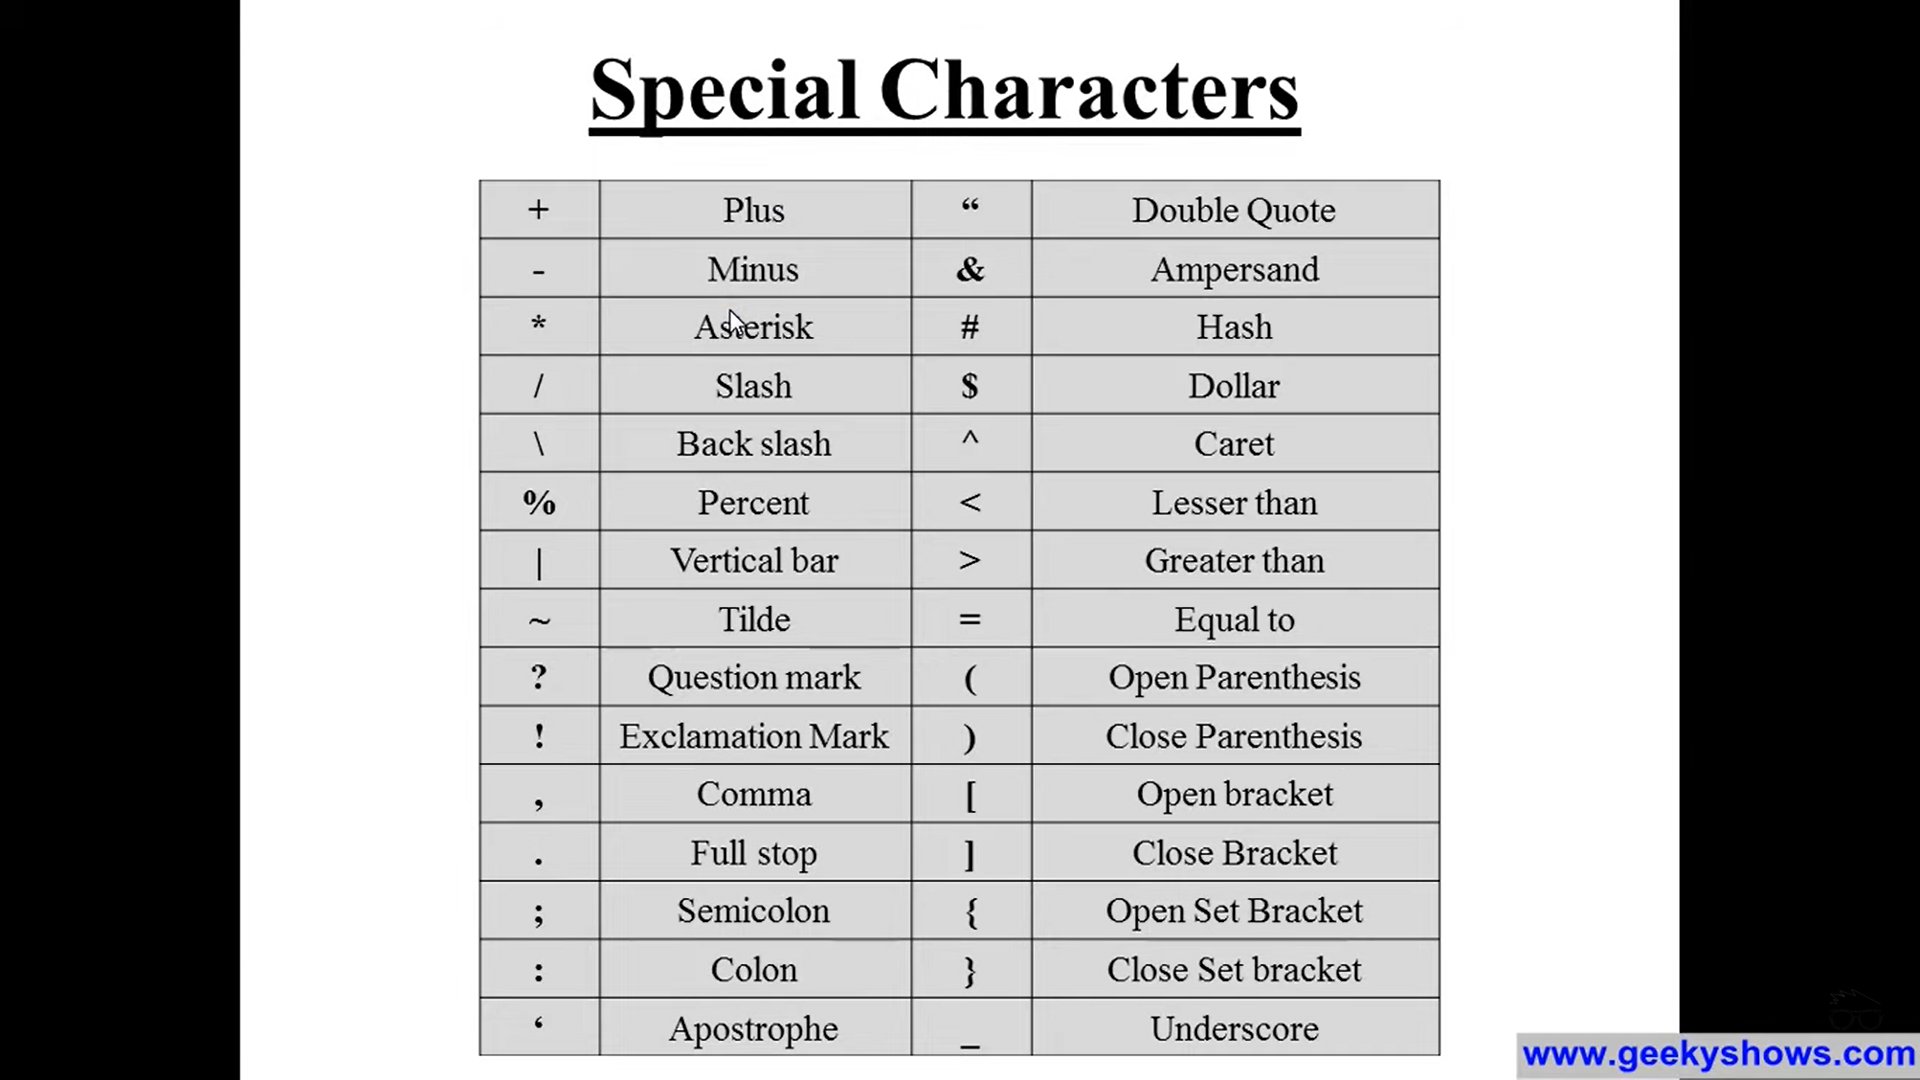 Special Characters
+ Plus “ Double Quote
- Minus & Ampersand
* Asterisk # Hash
/ Slash $ Dollar
\ Back slash ^ Caret
% Percent < Lesser than
| Vertical bar > Greater than
~ Tilde = Equal to
? Question mark ( Open Parenthesis
! Exclamation Mark ) Close Parenthesis
, Comma [ Open bracket
. Full stop ] Close Bracket
; Semicolon { Open Set Bracket
: Colon } Close Set bracket
‘ Apostrophe _ Underscore
www.geekyshows.com